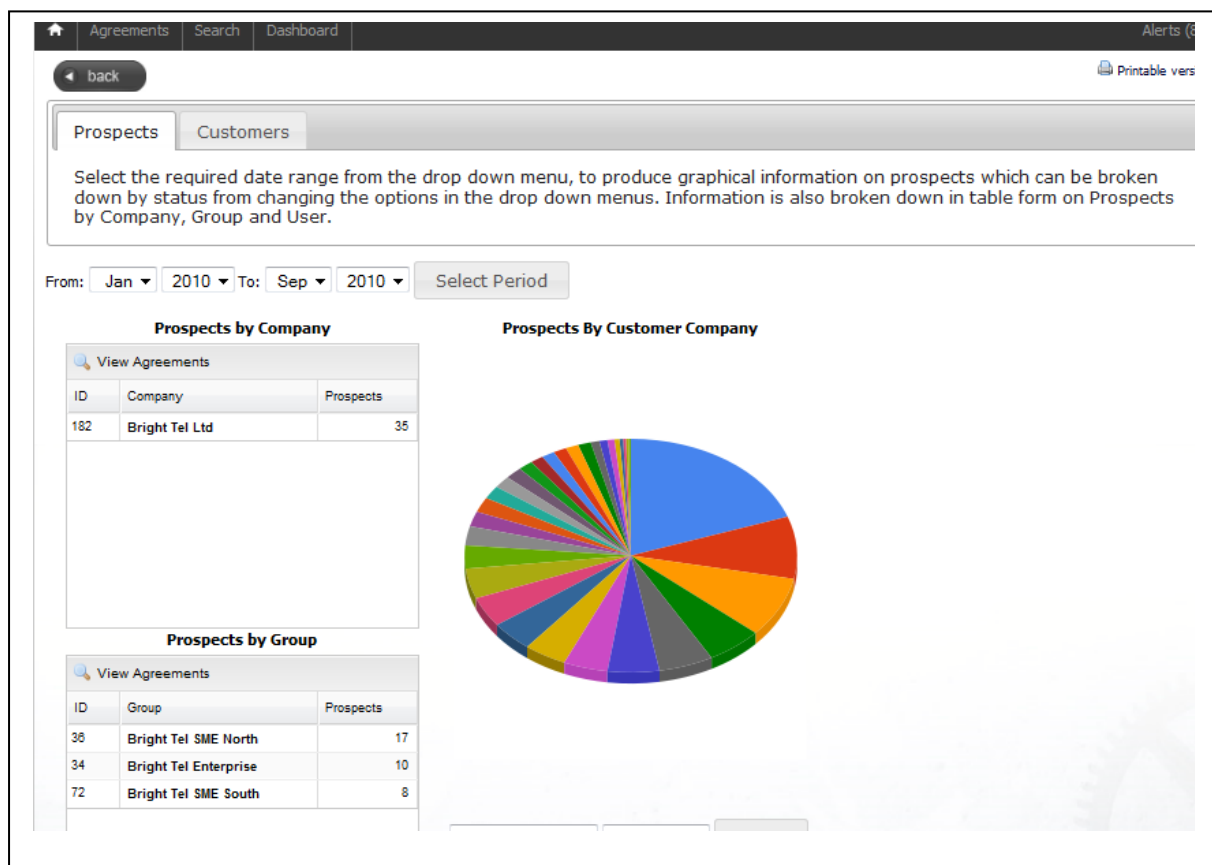 Agreements Search Dashboard Alerts (8
back Printable vers
Prospects Customers
Select the required date range from the drop down menu, to produce graphical information on prospects which can be broken
down by status from changing the options in the drop down menus. Information is also broken down in table form on Prospects
by Company, Group and User.
From: Jan 2010 To: Sep 2010 Select Period
Prospects by Company
View Agreements
ID Company Prospects
182 Bright Tel Ltd 35
Prospects By Customer Company
Prospects by Group
View Agreements
ID Group Prospects
36 Bright Tel SME North 17
34 Bright Tel Enterprise 10
72 Bright Tel SME South 8